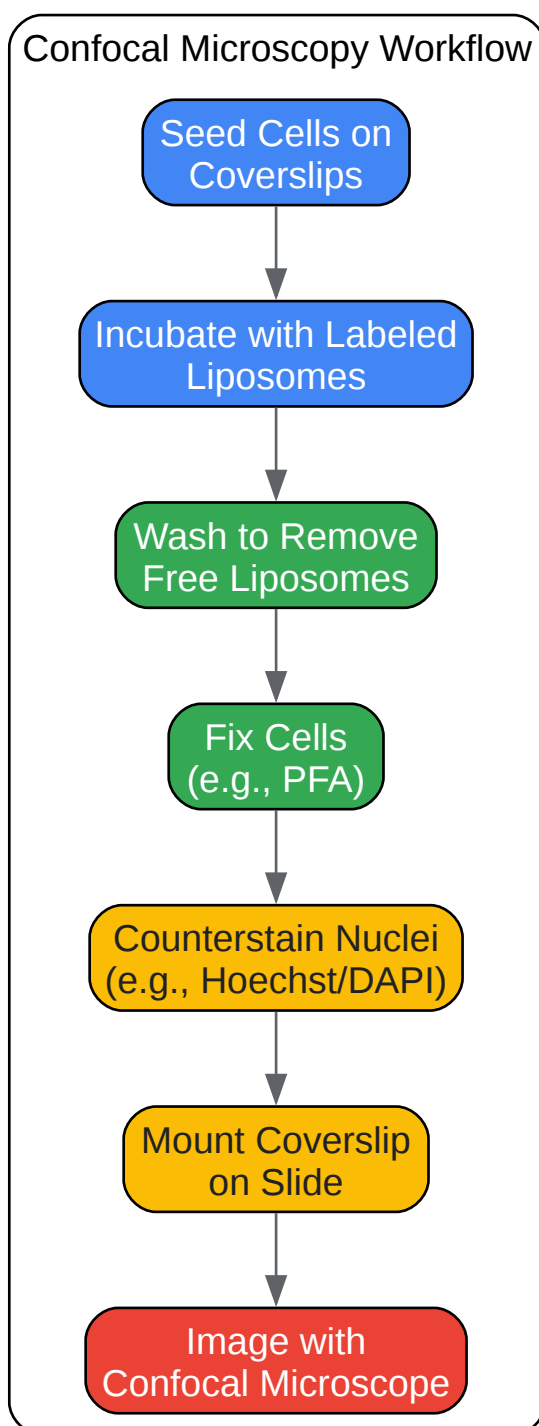 Confocal Microscopy Workflow
Seed Cells on
Coverslips
Incubate with Labeled
Liposomes
Wash to Remove
Free Liposomes
Fix Cells
(e.g., PFA)
Counterstain Nuclei
(e.g., Hoechst/DAPI)
Mount Coverslip
on Slide
Image with
Confocal Microscope